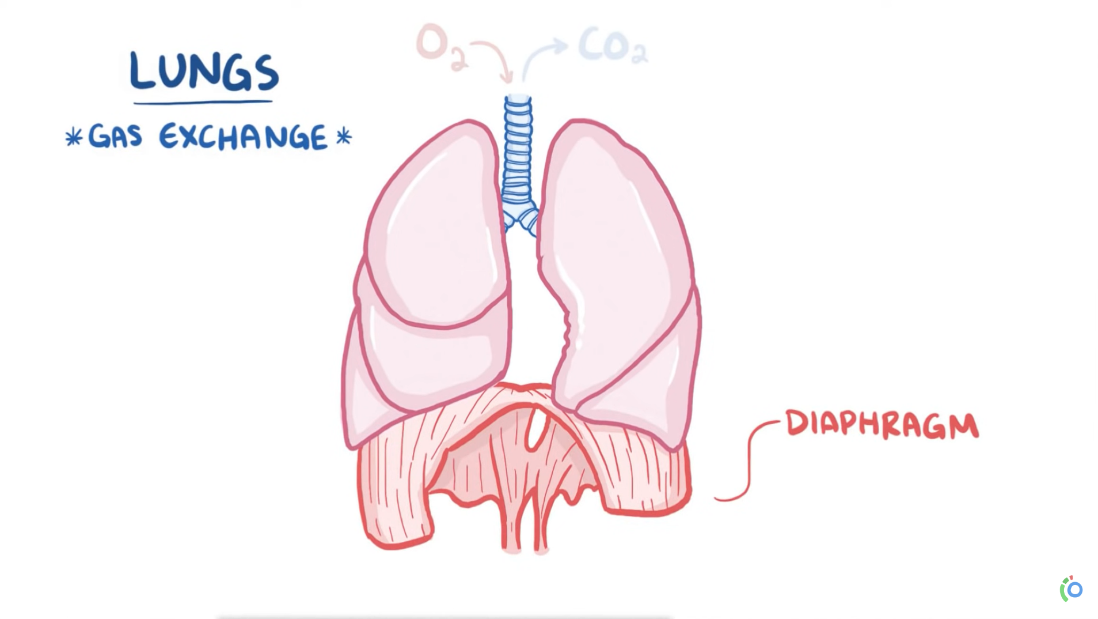 O₂ CO₂
LUNGS
*GAS EXCHANGE*
DIAPHRAGM